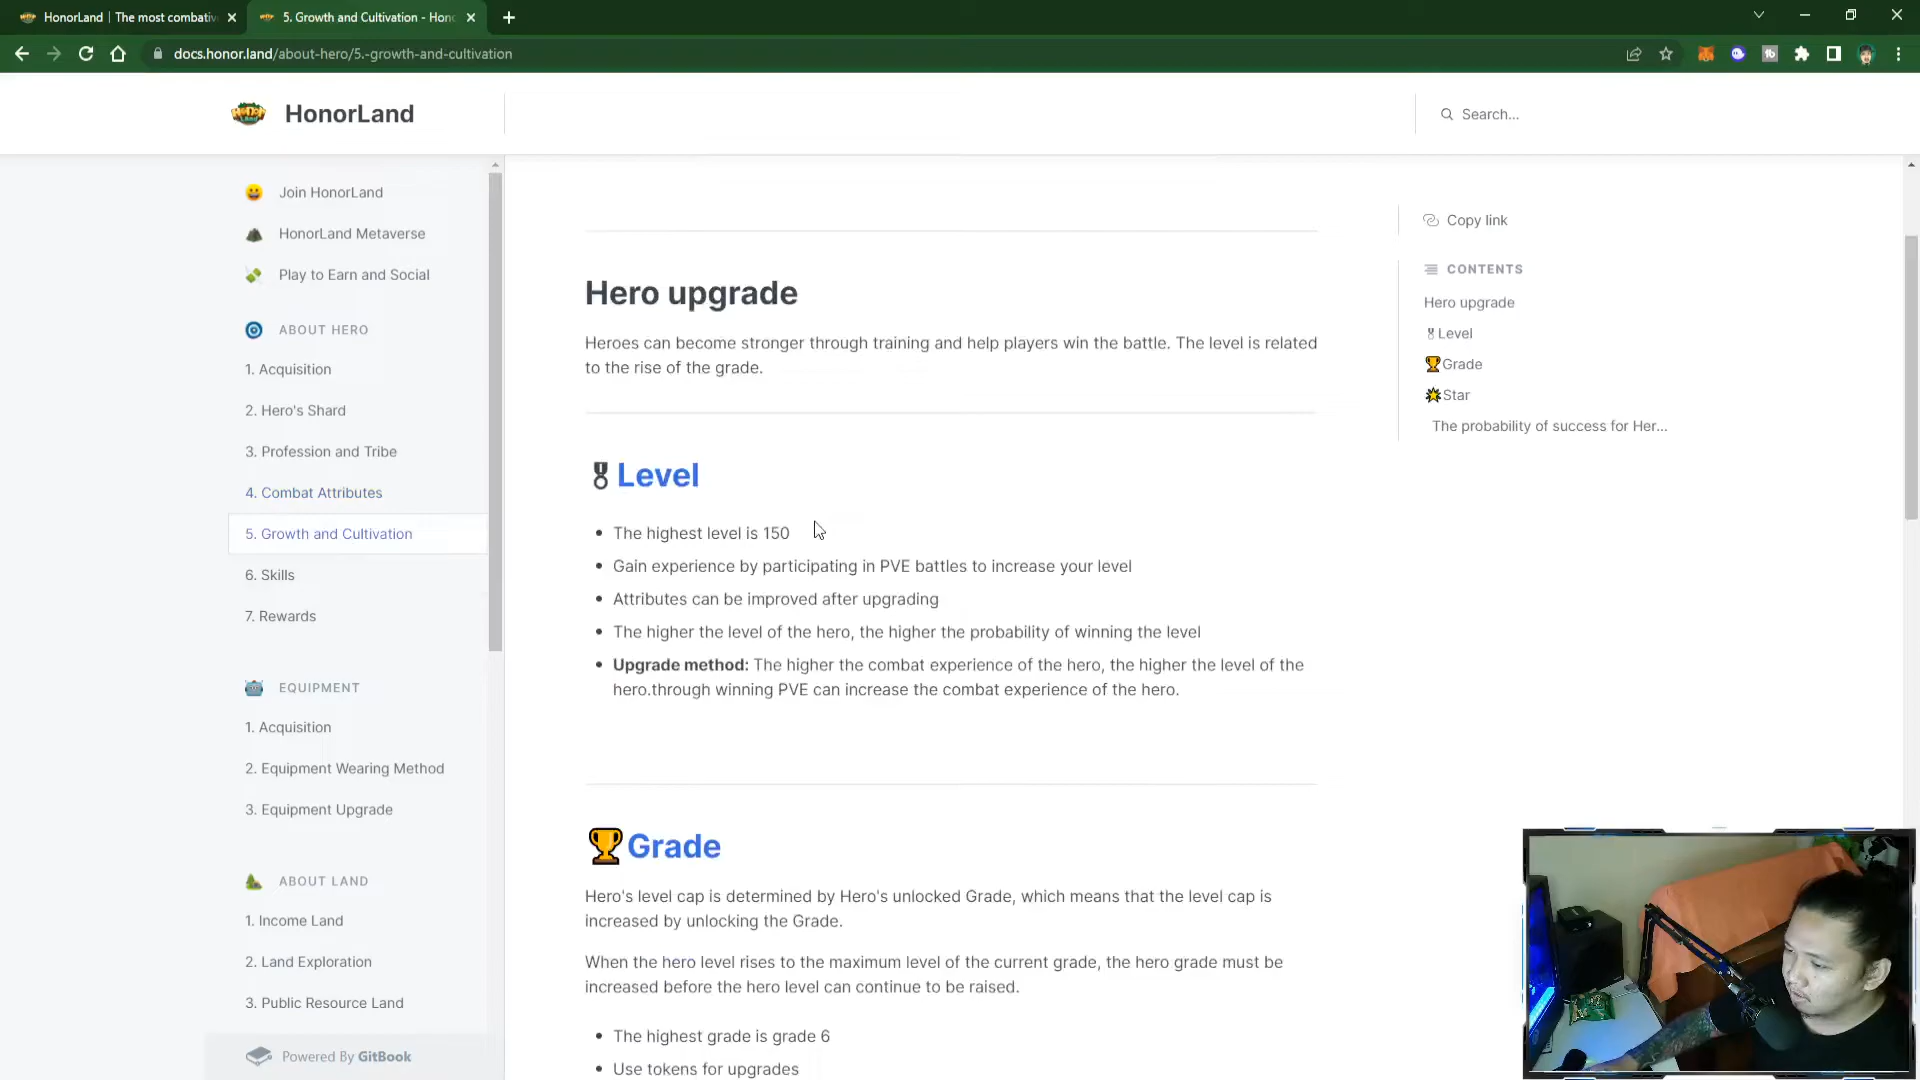 HonorLand | The most combativ
5. Growth and Cultivation - Hono
docs.honor.land/about-hero/5.-growth-and-cultivation
HonorLand
Search...
Join HonorLand
HonorLand Metaverse
Play to Earn and Social
ABOUT HERO
1. Acquisition
2. Hero's Shard
3. Profession and Tribe
4. Combat Attributes
5. Growth and Cultivation
6. Skills
7. Rewards
EQUIPMENT
1. Acquisition
2. Equipment Wearing Method
3. Equipment Upgrade
ABOUT LAND
1. Income Land
2. Land Exploration
3. Public Resource Land
Powered By GitBook
Hero upgrade
Heroes can become stronger through training and help players win the battle. The level is related
to the rise of the grade.
Level
• The highest level is 150
• Gain experience by participating in PVE battles to increase your level
• Attributes can be improved after upgrading
• The higher the level of the hero, the higher the probability of winning the level
• Upgrade method: The higher the combat experience of the hero, the higher the level of the
hero.through winning PVE can increase the combat experience of the hero.
Grade
Hero's level cap is determined by Hero's unlocked Grade, which means that the level cap is
increased by unlocking the Grade.
When the hero level rises to the maximum level of the current grade, the hero grade must be
increased before the hero level can continue to be raised.
• The highest grade is grade 6
• Use tokens for upgrades
Copy link
CONTENTS
Hero upgrade
Level
Grade
Star
The probability of success for Her...